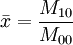 x̄ = M₁₀ / M₀₀